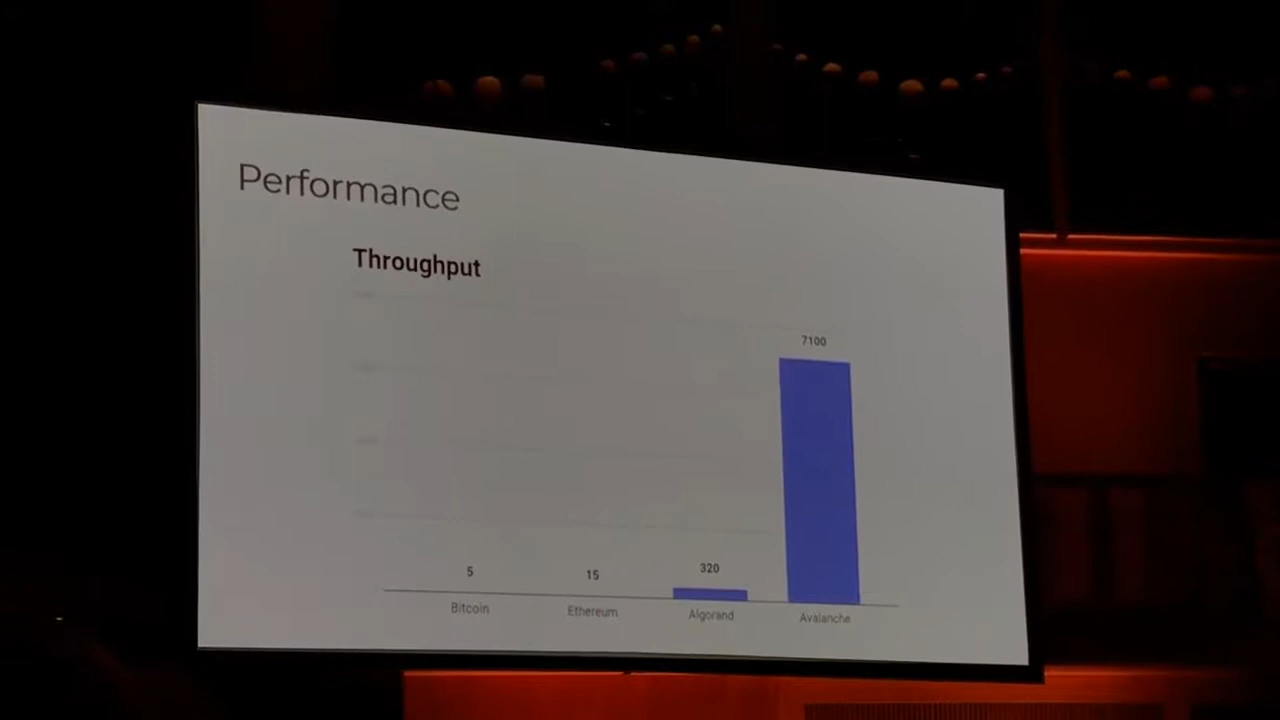 Performance
Throughput
7100
5
15
320
Bitcoin
Ethereum
Algorand
Avalanche